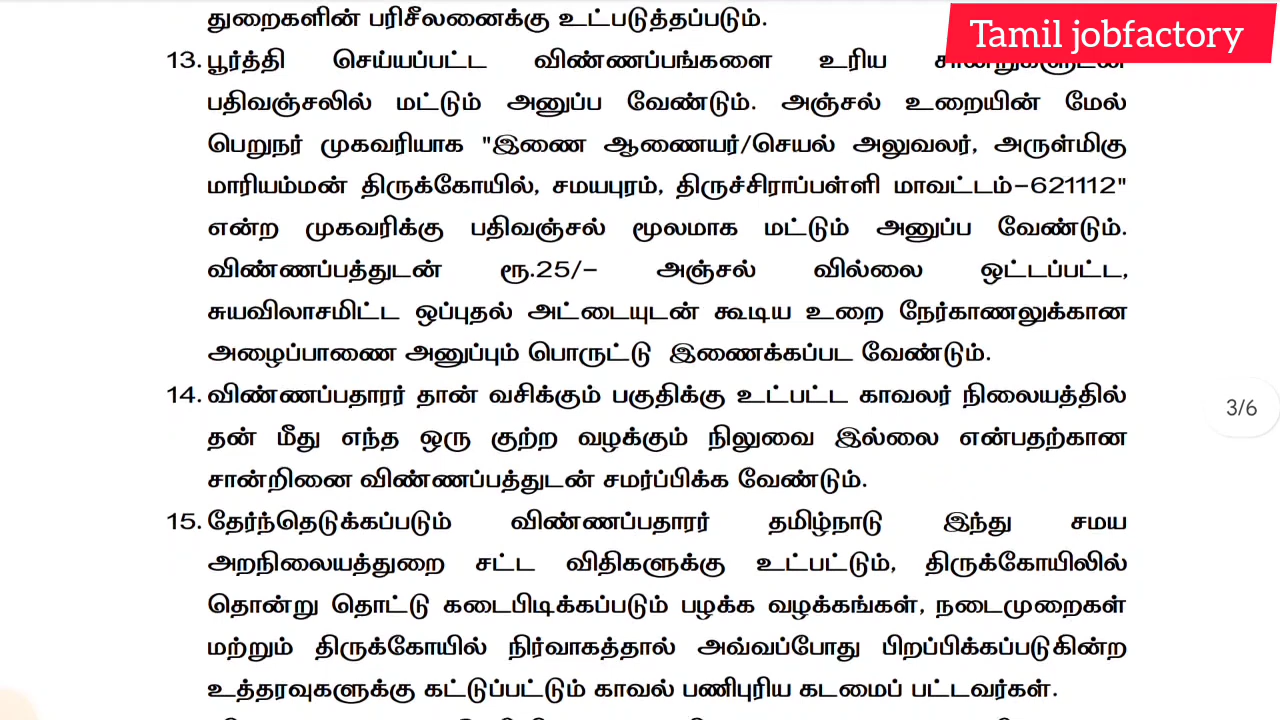 துறைகளின் பரிசீலனைக்கு உட்படுத்தப்படும்.
Tamil jobfactory
13. பூர்த்தி செய்யப்பட்ட விண்ணப்பங்களை உரிய
பதிவஞ்சலில் மட்டும் அனுப்ப வேண்டும். அஞ்சல் உறையின் மேல்
பெறுநர் முகவரியாக "இணை ஆணையர்/செயல் அலுவலர், அருள்மிகு
மாரியம்மன் திருக்கோயில், சமயபுரம், திருச்சிராப்பள்ளி மாவட்டம்-621112"
என்ற முகவரிக்கு பதிவஞ்சல் மூலமாக மட்டும் அனுப்ப வேண்டும்.
விண்ணப்பத்துடன் ரூ.25/- அஞ்சல் வில்லை ஒட்டப்பட்ட,
சுயவிலாசமிட்ட ஒப்புதல் அட்டையுடன் கூடிய உறை நேர்காணலுக்கான
அழைப்பாணை அனுப்பும் பொருட்டு இணைக்கப்பட வேண்டும்.
14. விண்ணப்பதாரர் தான் வசிக்கும் பகுதிக்கு உட்பட்ட காவலர் நிலையத்தில்
தன் மீது எந்த ஒரு குற்ற வழக்கும் நிலுவை இல்லை என்பதற்கான
சான்றினை விண்ணப்பத்துடன் சமர்ப்பிக்க வேண்டும்.
3/6
15. தேர்ந்தெடுக்கப்படும் விண்ணப்பதாரர் தமிழ்நாடு இந்து சமய
அறநிலையத்துறை சட்ட விதிகளுக்கு உட்பட்டும், திருக்கோயிலில்
தொன்று தொட்டு கடைபிடிக்கப்படும் பழக்க வழக்கங்கள், நடைமுறைகள்
மற்றும் திருக்கோயில் நிர்வாகத்தால் அவ்வப்போது பிறப்பிக்கப்படுகின்ற
உத்தரவுகளுக்கு கட்டுப்பட்டும் காவல் பணிபுரிய கடமைப் பட்டவர்கள்.